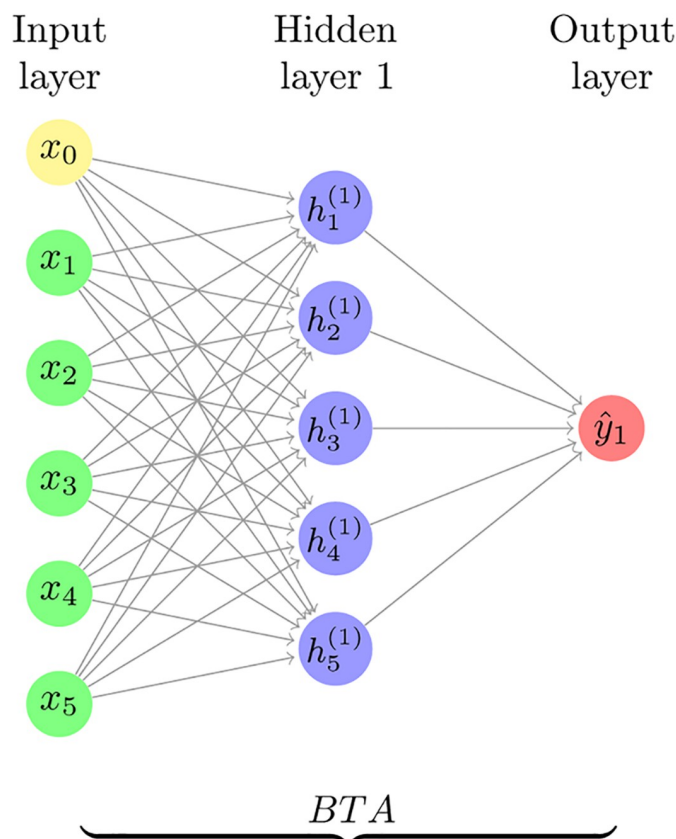 Input layer
Hidden layer 1
Output layer
x₀
x₁
x₂
x₃
x₄
x₅
h₁⁽¹⁾
h₂⁽¹⁾
h₃⁽¹⁾
h₄⁽¹⁾
h₅⁽¹⁾
ŷ₁
BTA